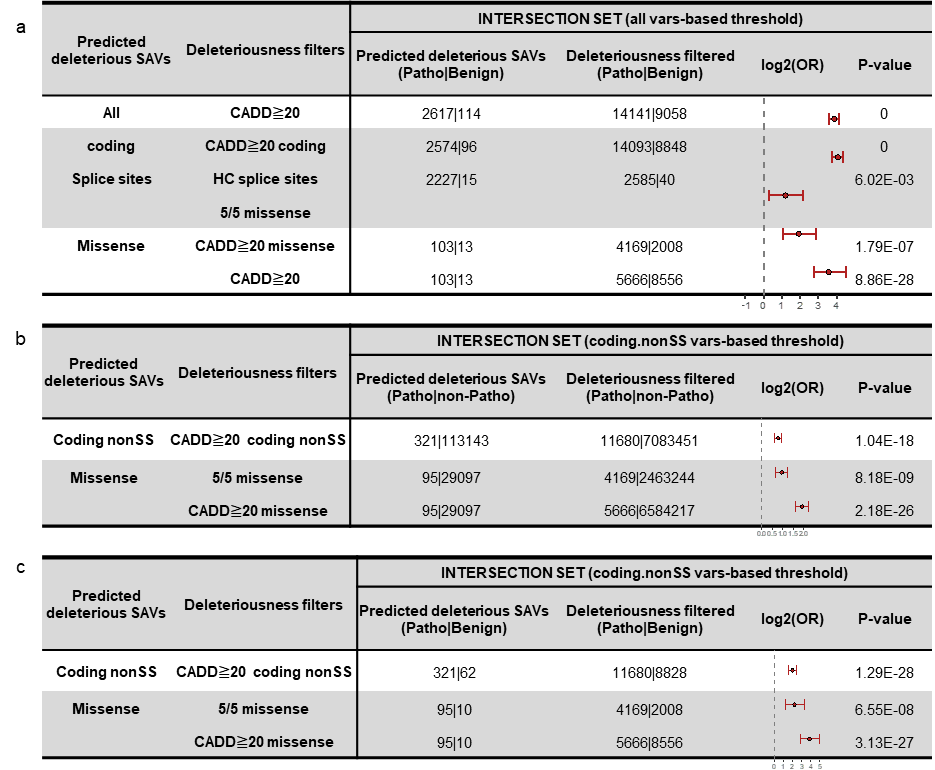 a
INTERSECTION SET (all vars-based threshold)
Predicted deleterious SAVs
Deleteriousness filters
Predicted deleterious SAVs (Patho|Benign)
Deleteriousness filtered (Patho|Benign)
log2(OR)
P-value
All CADD≧20 2617|114 14141|9058 0
coding CADD≧20 coding 2574|96 14093|8848 0
Splice sites HC splice sites 2227|15 2585|40 6.02E-03
5/5 missense
Missense CADD≧20 missense 103|13 4169|2008 1.79E-07
CADD≧20 103|13 5666|8556 8.86E-28
-1 0 1 2 3 4
b
INTERSECTION SET (coding.nonSS vars-based threshold)
Predicted deleterious SAVs
Deleteriousness filters
Predicted deleterious SAVs (Patho|non-Patho)
Deleteriousness filtered (Patho|non-Patho)
log2(OR)
P-value
Coding nonSS CADD≧20 coding nonSS 321|113143 11680|7083451 1.04E-18
Missense 5/5 missense 95|29097 4169|2463244 8.18E-09
CADD≧20 missense 95|29097 5666|6584217 2.18E-26
0.0 0.5 1.0 1.5 2.0
c
INTERSECTION SET (coding.nonSS vars-based threshold)
Predicted deleterious SAVs
Deleteriousness filters
Predicted deleterious SAVs (Patho|Benign)
Deleteriousness filtered (Patho|Benign)
log2(OR)
P-value
Coding nonSS CADD≧20 coding nonSS 321|62 11680|8828 1.29E-28
Missense 5/5 missense 95|10 4169|2008 6.55E-08
CADD≧20 missense 95|10 5666|8556 3.13E-27
0 1 2 3 4 5